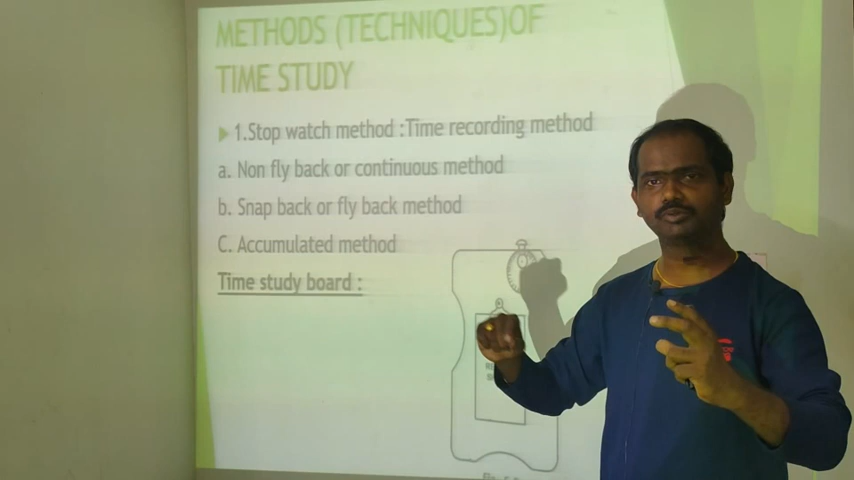 METHODS (TECHNIQUES)OF
TIME STUDY
1.Stop watch method :Time recording method
a. Non fly back or continuous method
b. Snap back or fly back method
C. Accumulated method
Time study board :